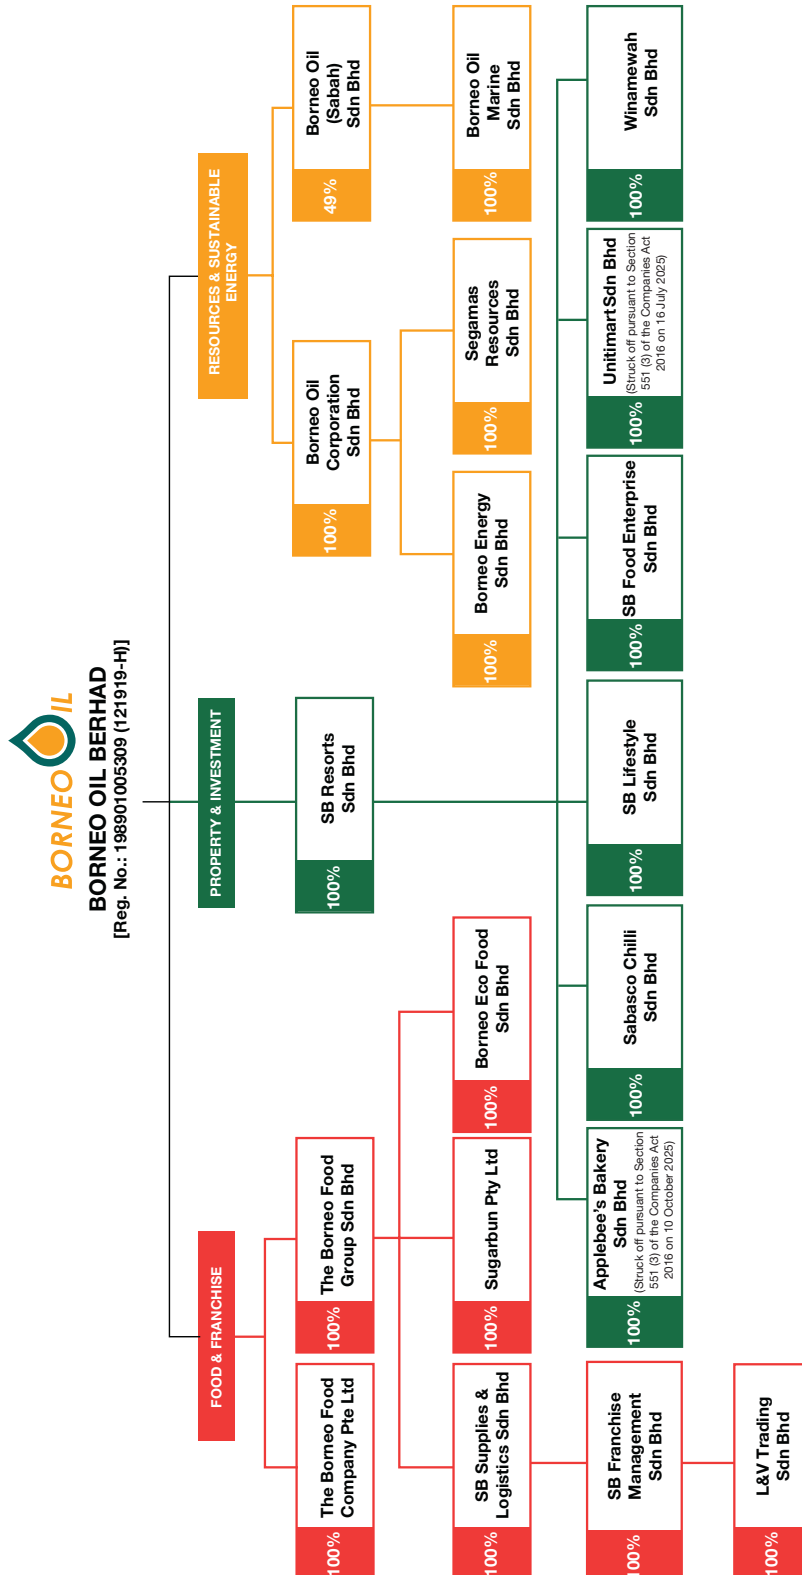 BORNEO OIL
BORNEO OIL BERHAD
[Reg. No.: 198901005309 (121919-H)]
FOOD & FRANCHISE
PROPERTY & INVESTMENT
RESOURCES & SUSTAINABLE
ENERGY
100%
The Borneo Food
Company Pte Ltd
100%
The Borneo Food
Group Sdn Bhd
100%
SB Resorts
Sdn Bhd
100%
Borneo Oil
Corporation
Sdn Bhd
49%
Borneo Oil
(Sabah)
Sdn Bhd
100%
SB Supplies &
Logistics Sdn Bhd
100%
Sugarbun Pty Ltd
100%
Borneo Eco Food
Sdn Bhd
100%
Borneo Energy
Sdn Bhd
100%
Segamas
Resources
Sdn Bhd
100%
Borneo Oil
Marine
Sdn Bhd
100%
SB Franchise
Management
Sdn Bhd
100%
Applebee's Bakery
Sdn Bhd
(Struck off pursuant to Section
551 (3) of the Companies Act
2016 on 10 October 2025)
100%
Sabasco Chilli
Sdn Bhd
100%
SB Lifestyle
Sdn Bhd
100%
SB Food Enterprise
Sdn Bhd
100%
UnitimartSdn Bhd
(Struck off pursuant to Section
551 (3) of the Companies Act
2016 on 16 July 2025)
100%
Winamewah
Sdn Bhd
100%
L&V Trading
Sdn Bhd